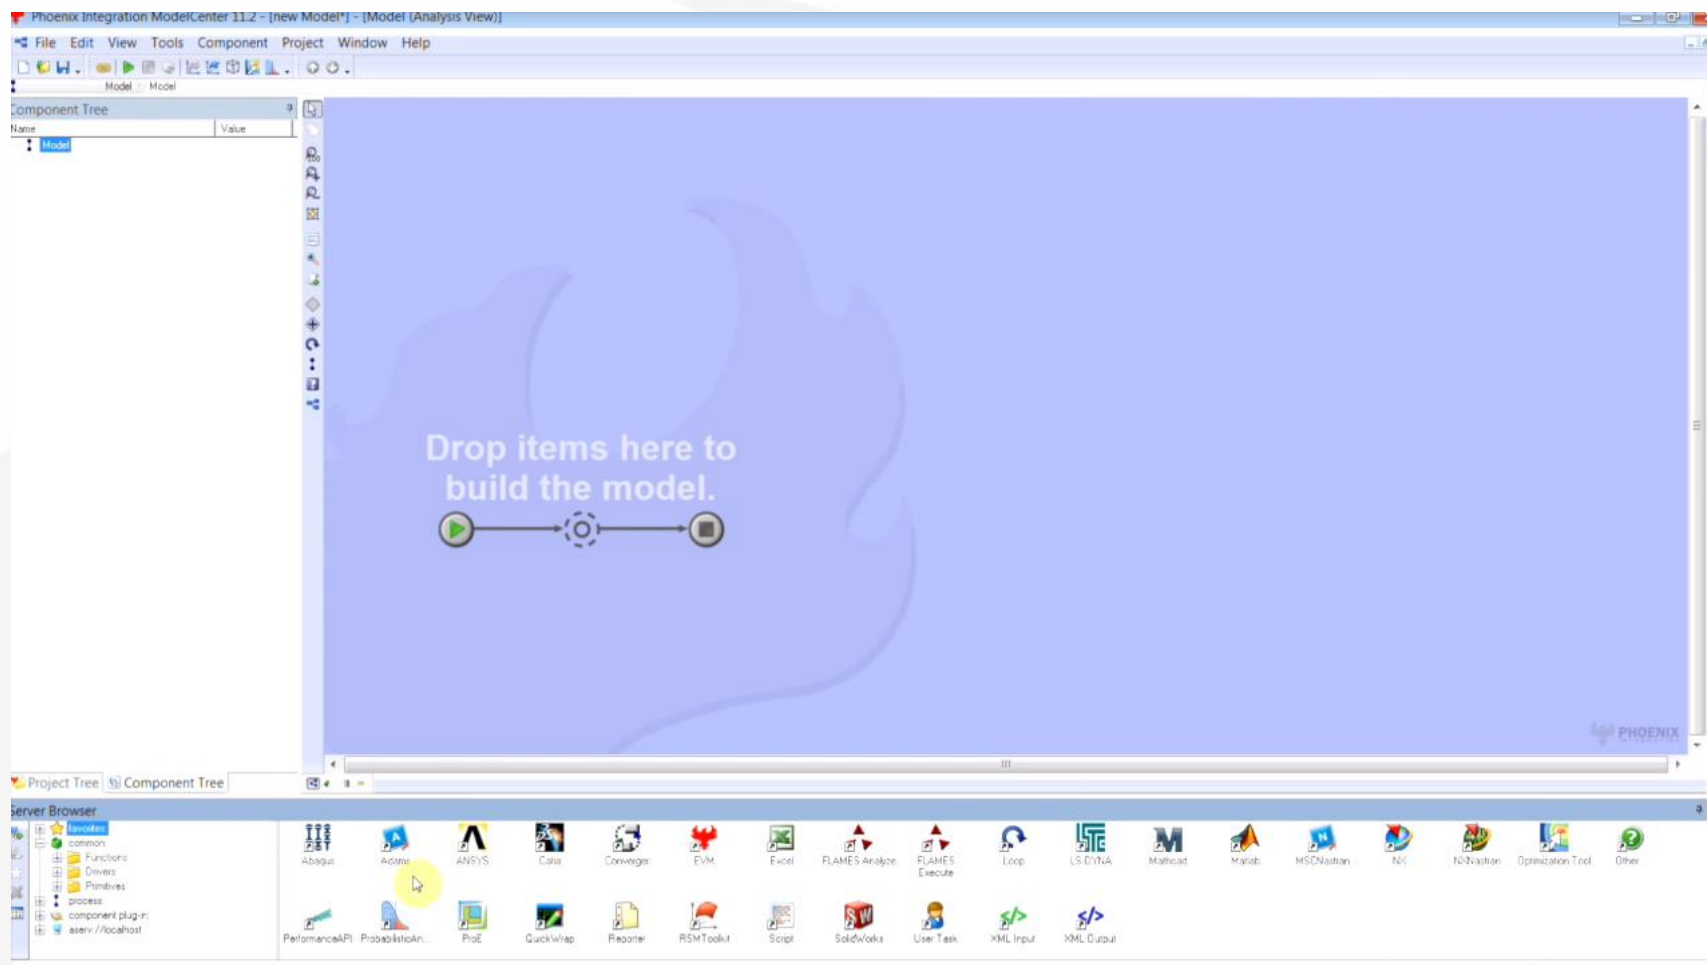 Phoenix Integration ModelCenter 11.2 - [new Model*] - [Model (Analysis View)]
File Edit View Tools Component Project Window Help
Model Model
Component Tree
Name Value
Model
Drop items here to
build the model.
PHOENIX
Project Tree Component Tree
Server Browser
favorites
common
Functions
Drivers
Primitives
process
component plug-in:
aserv://localhost
Abaqus Adams ANSYS Catia Converger EVM Excel FLAMES Analyze FLAMES Execute Loop LS DYNA Mathcad Matlab MSCNastran NX NXNastran Optimization Tool Other
PerformanceAPI ProbabilisticAn... ProE QuickWrap Reporter RSMToolkit Script SolidWorks User Task XML Input XML Output